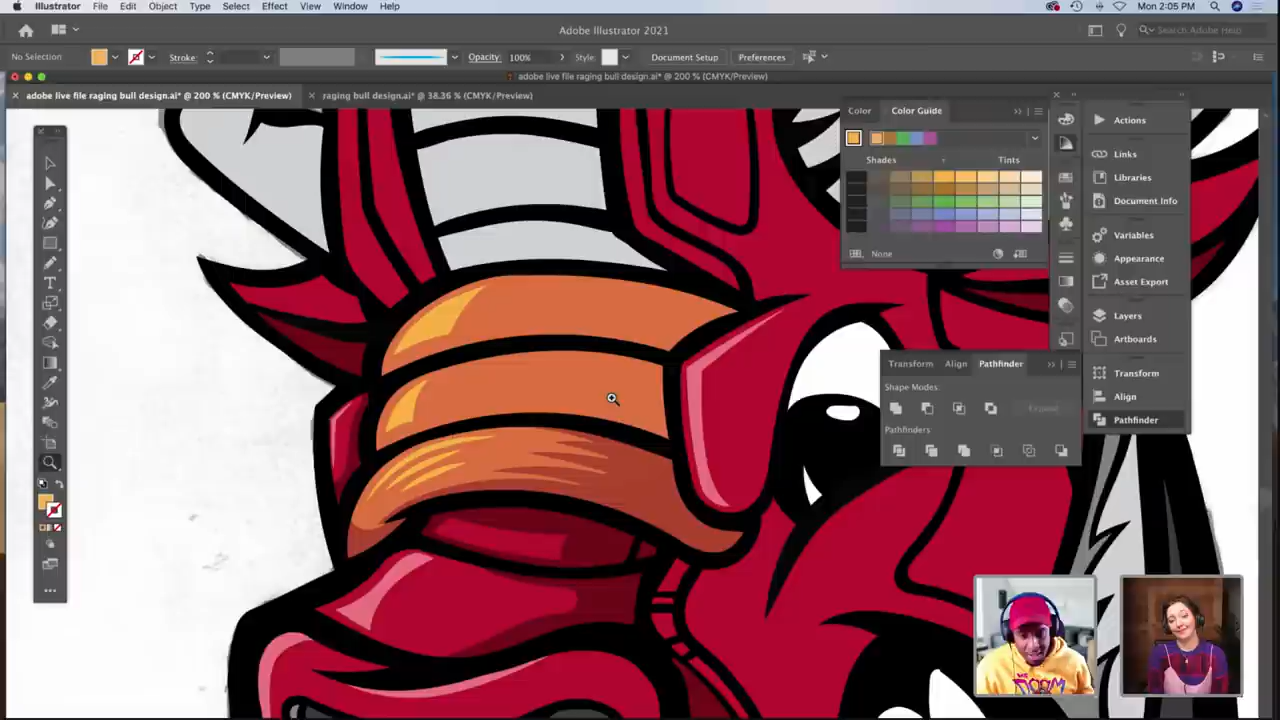 Illustrator File Edit Object Type Select Effect View Window Help
Mon 2:05 PM
Adobe Illustrator 2021
Search Adobe Help
No Selection
Stroke:
Opacity: 100%
Style:
Document Setup
Preferences
adobe live file raging bull design.ai* @ 200 % (CMYK/Preview)
adobe live file raging bull design.ai* @ 200 % (CMYK/Preview)
raging bull design.ai* @ 38.36 % (CMYK/Preview)
Color Color Guide
Shades Tints
None
Actions
Links
Libraries
Document Info
Variables
Appearance
Asset Export
Layers
Artboards
Transform
Align
Pathfinder
Transform Align Pathfinder
Shape Modes:
Expand
Pathfinders:
DOOM